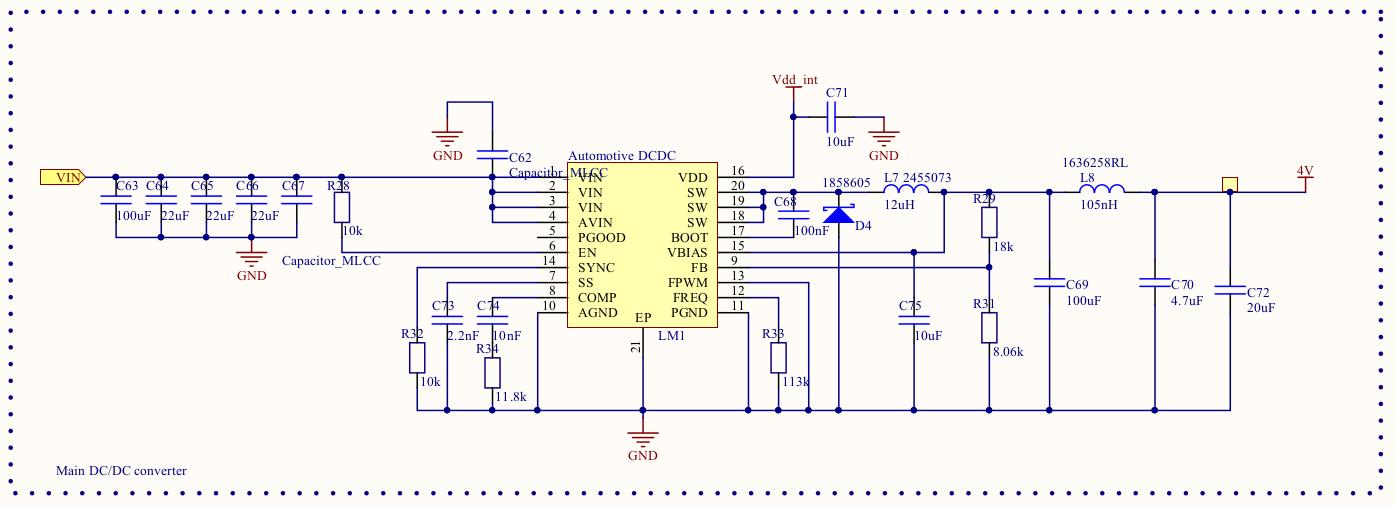 Vdd_int
C71
10uF
GND
GND
C62
Capacitor_MLCC
Automotive DCDC
VIN
C63
100uF
C64
22uF
C65
22uF
C66
22uF
C67
GND
R28
10k
Capacitor_MLCC
1 VIN
2 VIN
3 VIN
4 AVIN
5 PGOOD
6 EN
14 SYNC
7 SS
8 COMP
10 AGND
VDD 16
SW 20
SW 19
SW 18
BOOT 17
VBIAS 15
FB 9
FPWM 13
FREQ 12
PGND 11
EP
21
LM1
C68
100nF
1858605
D4
L7 2455073
12uH
R29
18k
1636258RL
L8
105nH
4V
C73
2.2nF
C74
10nF
R32
10k
R34
11.8k
R33
113k
C75
10uF
R31
8.06k
C69
100uF
C70
4.7uF
C72
20uF
GND
Main DC/DC converter